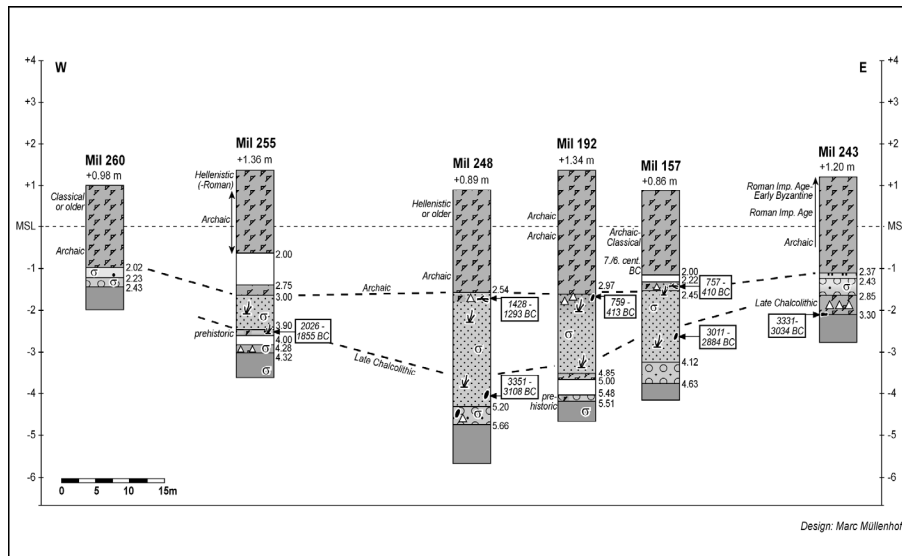 W
E
+4
+3
+2
+1
MSL
-1
-2
-3
-4
-5
-6
+4
+3
+2
+1
MSL
-1
-2
-3
-4
-5
-6
Mil 260
+0.98 m
Classical
or older
Archaic
2.02
2.23
2.43
σ
σ
Mil 255
+1.36 m
Hellenistic
(-Roman)
Archaic
2.00
2.75
3.00
3.90
4.00
4.28
4.32
prehistoric
2026 -
1855 BC
σ
σ
σ
Archaic
Late Chalcolithic
Mil 248
+0.89 m
Hellenistic
or older
Archaic
2.54
1428 -
1293 BC
3351 -
3108 BC
5.20
5.66
σ
σ
Mil 192
+1.34 m
Archaic
Archaic
2.97
759 -
413 BC
4.85
5.00
5.48
5.51
pre-
historic
σ
σ
Mil 157
+0.86 m
Archaic-
Classical
7./6. cent.
BC
2.00
2.22
2.45
757 -
410 BC
3011 -
2884 BC
4.12
4.63
σ
σ
Mil 243
+1.20 m
Roman Imp. Age-
Early Byzantine
Roman Imp. Age
Archaic
2.37
2.43
2.85
3.30
Late Chalcolithic
3331-
3034 BC
σ
σ
0 5 10 15m
Design: Marc Müllenhoff